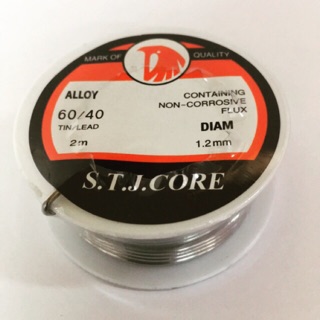 MARK OF QUALITY
ALLOY
60/40
TIN/LEAD
2m
CONTAINING
NON-CORROSIVE
FLUX
DIAM
1.2mm
S.T.J.CORE